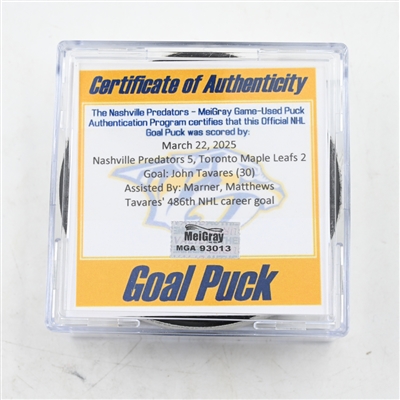 Certificate of Authenticity
The Nashville Predators - MeiGray Game-Used Puck
Authentication Program certifies that this Official NHL
Goal Puck was scored by:
March 22, 2025
Nashville Predators 5, Toronto Maple Leafs 2
Goal: John Tavares (30)
Assisted By: Marner, Matthews
Tavares' 486th NHL career goal
MeiGray
MGA 93013
Goal Puck